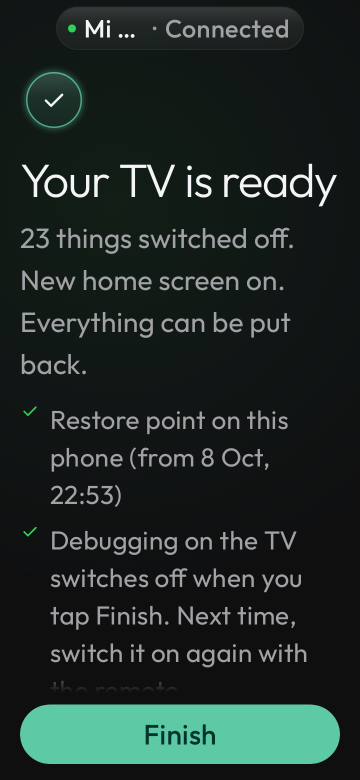 Mi ... · Connected
Your TV is ready
23 things switched off.
New home screen on.
Everything can be put
back.
Restore point on this
phone (from 8 Oct,
22:53)
Debugging on the TV
switches off when you
tap Finish. Next time,
switch it on again with
the remote.
Finish